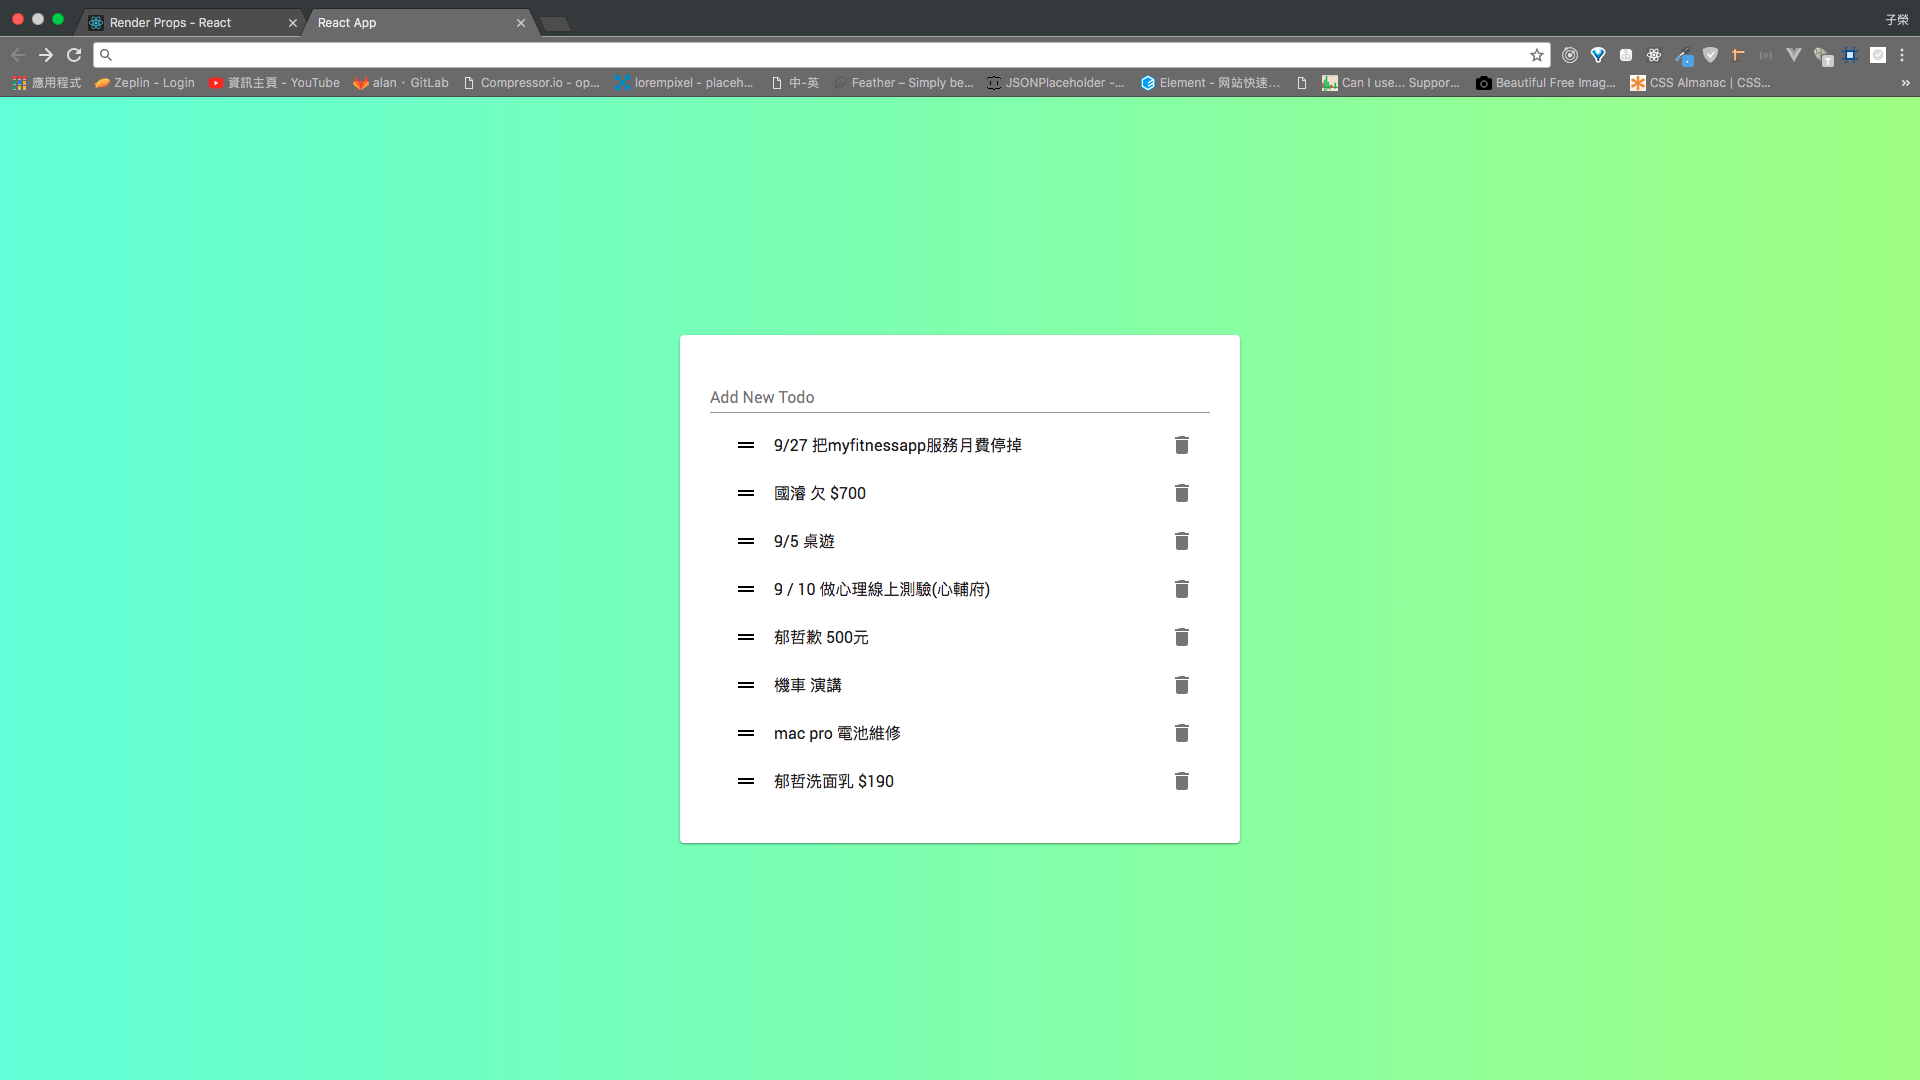 Render Props - React
React App
子榮
應用程式
Zeplin - Login
資訊主頁 - YouTube
alan · GitLab
Compressor.io - op...
lorempixel - placeh...
中-英
Feather – Simply be...
JSONPlaceholder -...
Element - 网站快速...
Can I use... Suppor...
Beautiful Free Imag...
CSS Almanac | CSS...
»
Add New Todo
9/27 把myfitnessapp服務月費停掉
國濬 欠 $700
9/5 桌遊
9 / 10 做心理線上測驗(心輔府)
郁哲歉 500元
機車 演講
mac pro 電池維修
郁哲洗面乳 $190